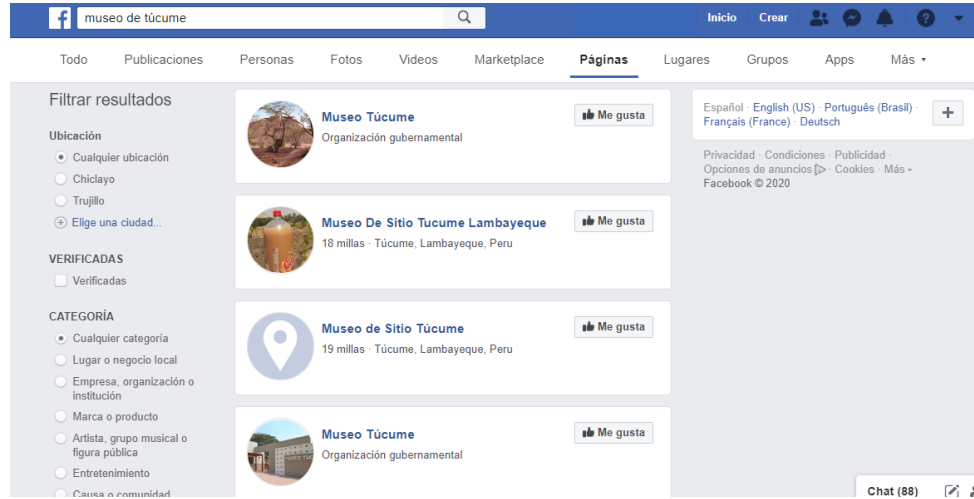 f museo de túcume Inicio Crear
Todo Publicaciones Personas Fotos Videos Marketplace Páginas Lugares Grupos Apps Más
Filtrar resultados
Ubicación
Cualquier ubicación
Chiclayo
Trujillo
Elige una ciudad...
VERIFICADAS
Verificadas
CATEGORÍA
Cualquier categoría
Lugar o negocio local
Empresa, organización o
institución
Marca o producto
Artista, grupo musical o
figura pública
Entretenimiento
Causa o comunidad
Museo Túcume Me gusta
Organización gubernamental
Museo De Sitio Tucume Lambayeque Me gusta
18 millas · Túcume, Lambayeque, Peru
Museo de Sitio Túcume Me gusta
19 millas · Túcume, Lambayeque, Peru
Museo Túcume Me gusta
Organización gubernamental
Español · English (US) · Português (Brasil) ·
Français (France) · Deutsch
Privacidad · Condiciones · Publicidad ·
Opciones de anuncios · Cookies · Más
Facebook © 2020
Chat (88)